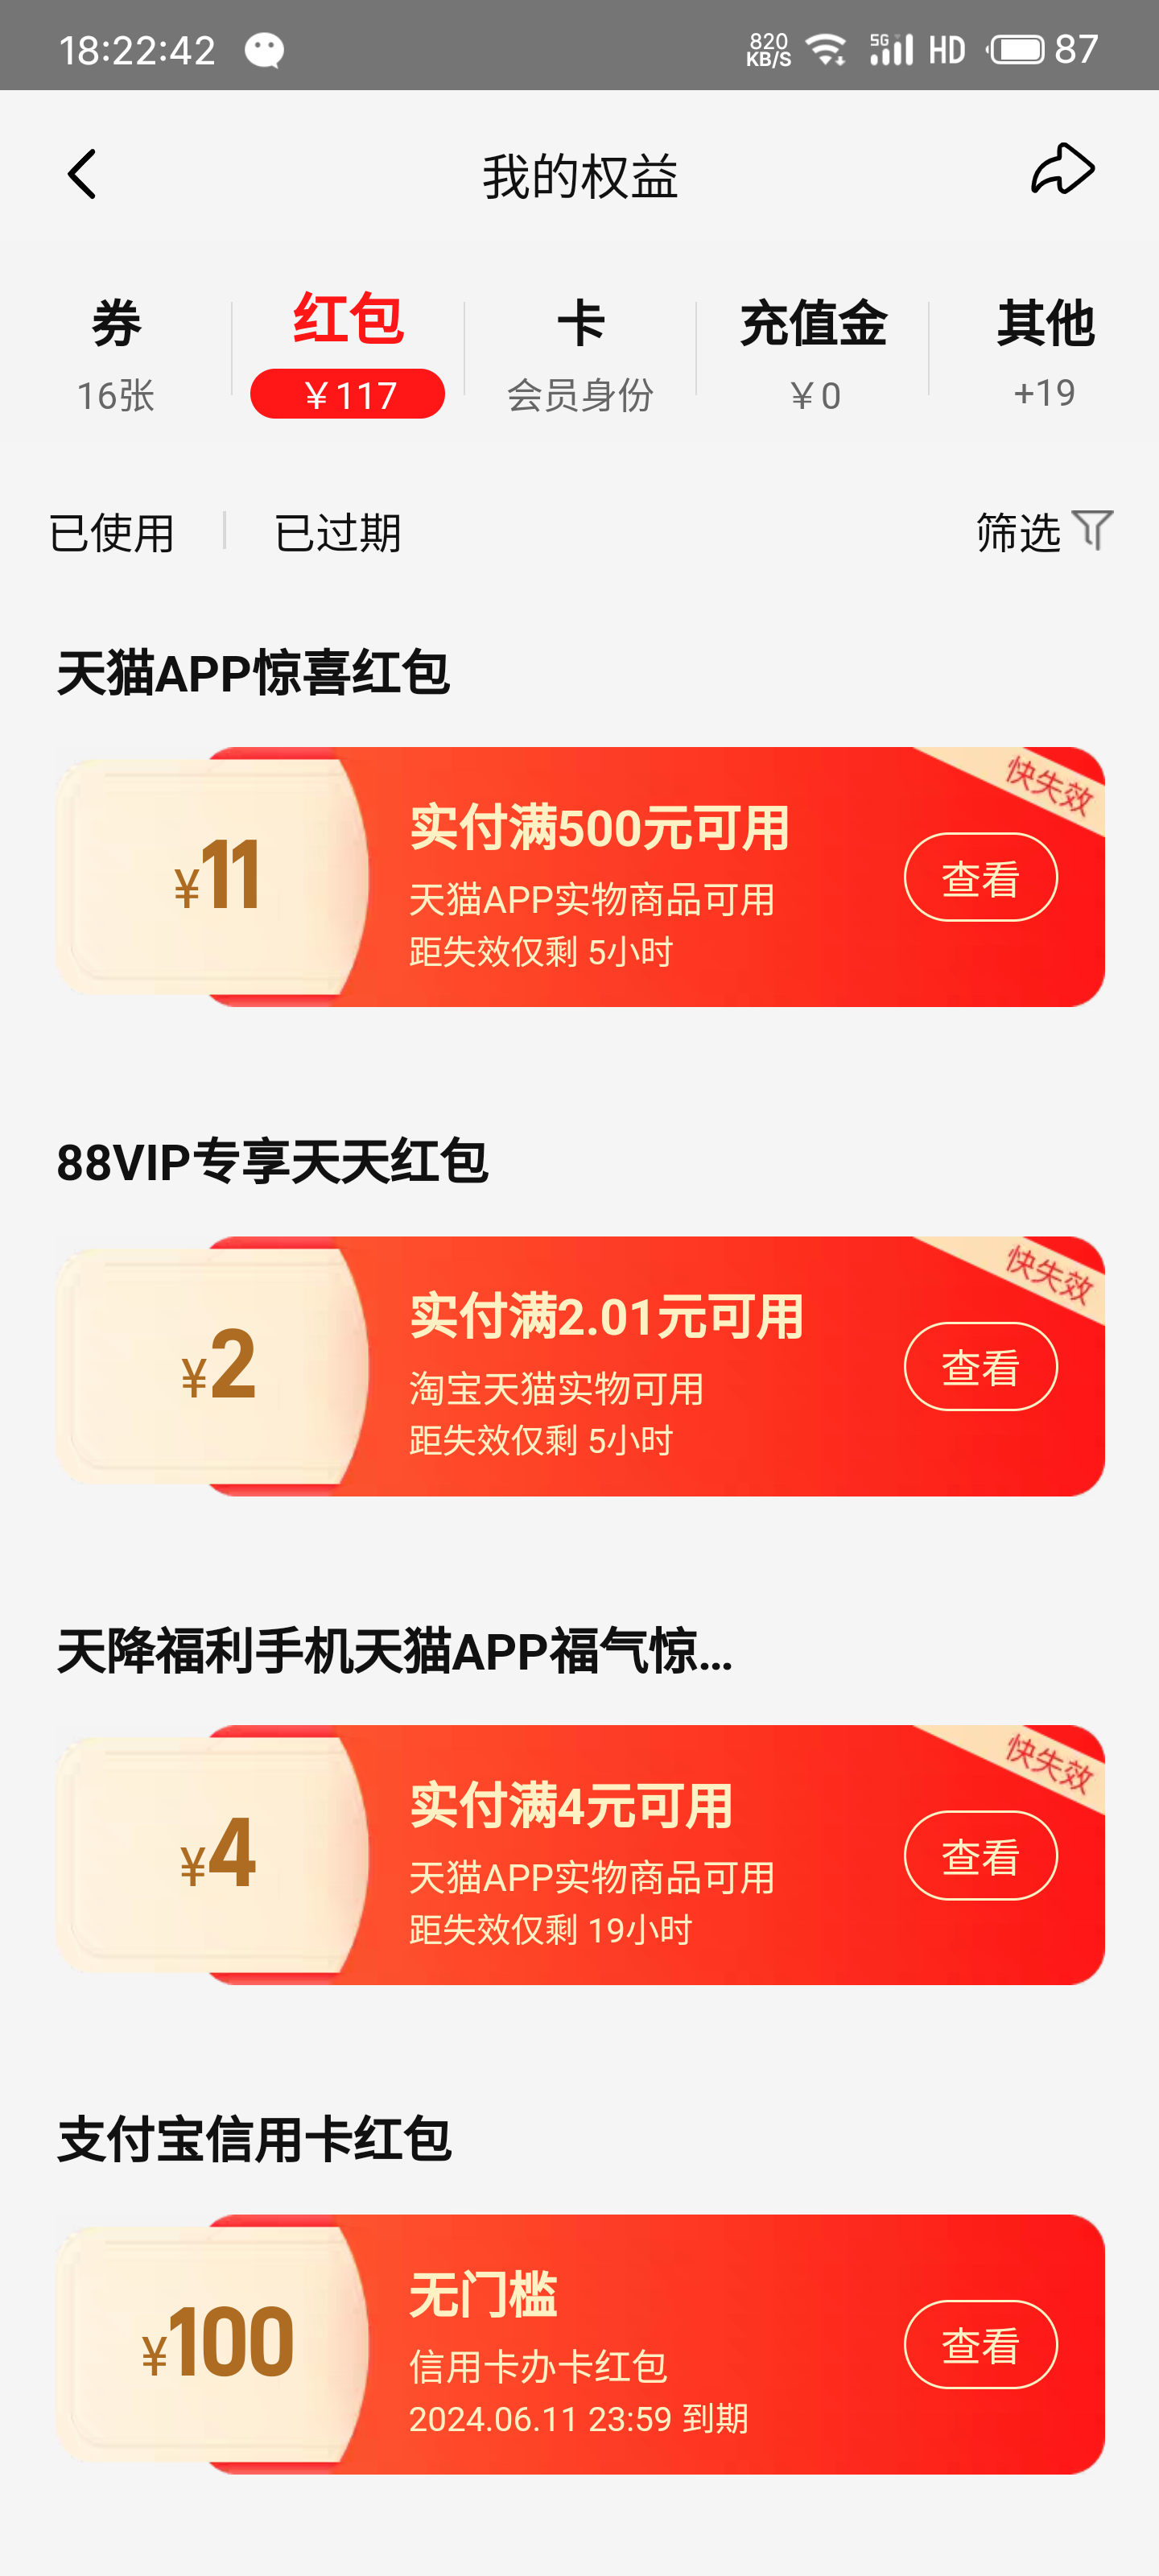 18:22:42
820
KB/S
5G
HD
87
我的权益
券
红包
卡
充值金
其他
16张
¥117
会员身份
¥0
+19
已使用
已过期
筛选
天猫APP惊喜红包
快失效
¥11
实付满500元可用
天猫APP实物商品可用
距失效仅剩 5小时
查看
88VIP专享天天红包
快失效
¥2
实付满2.01元可用
淘宝天猫实物可用
距失效仅剩 5小时
查看
天降福利手机天猫APP福气惊...
快失效
¥4
实付满4元可用
天猫APP实物商品可用
距失效仅剩 19小时
查看
支付宝信用卡红包
¥100
无门槛
信用卡办卡红包
2024.06.11 23:59 到期
查看